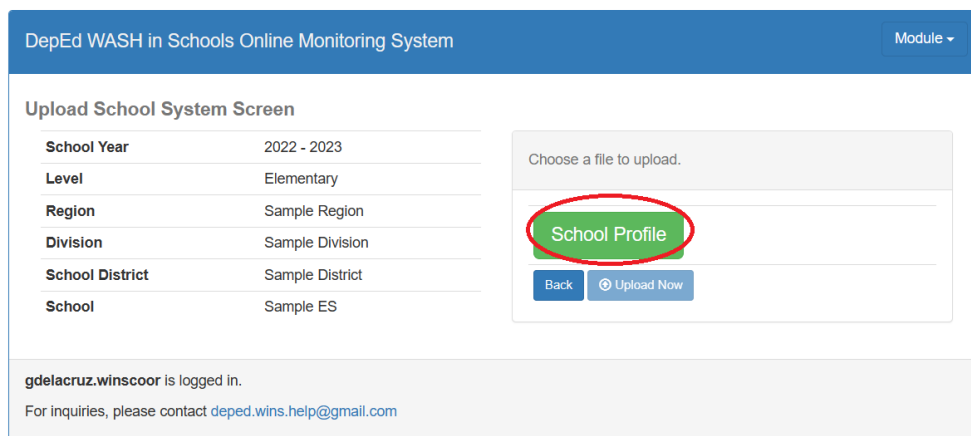 DepEd WASH in Schools Online Monitoring System
Module
Upload School System Screen
School Year 2022 - 2023
Level Elementary
Region Sample Region
Division Sample Division
School District Sample District
School Sample ES
Choose a file to upload.
School Profile
Back Upload Now
gdelacruz.winscoor is logged in.
For inquiries, please contact deped.wins.help@gmail.com